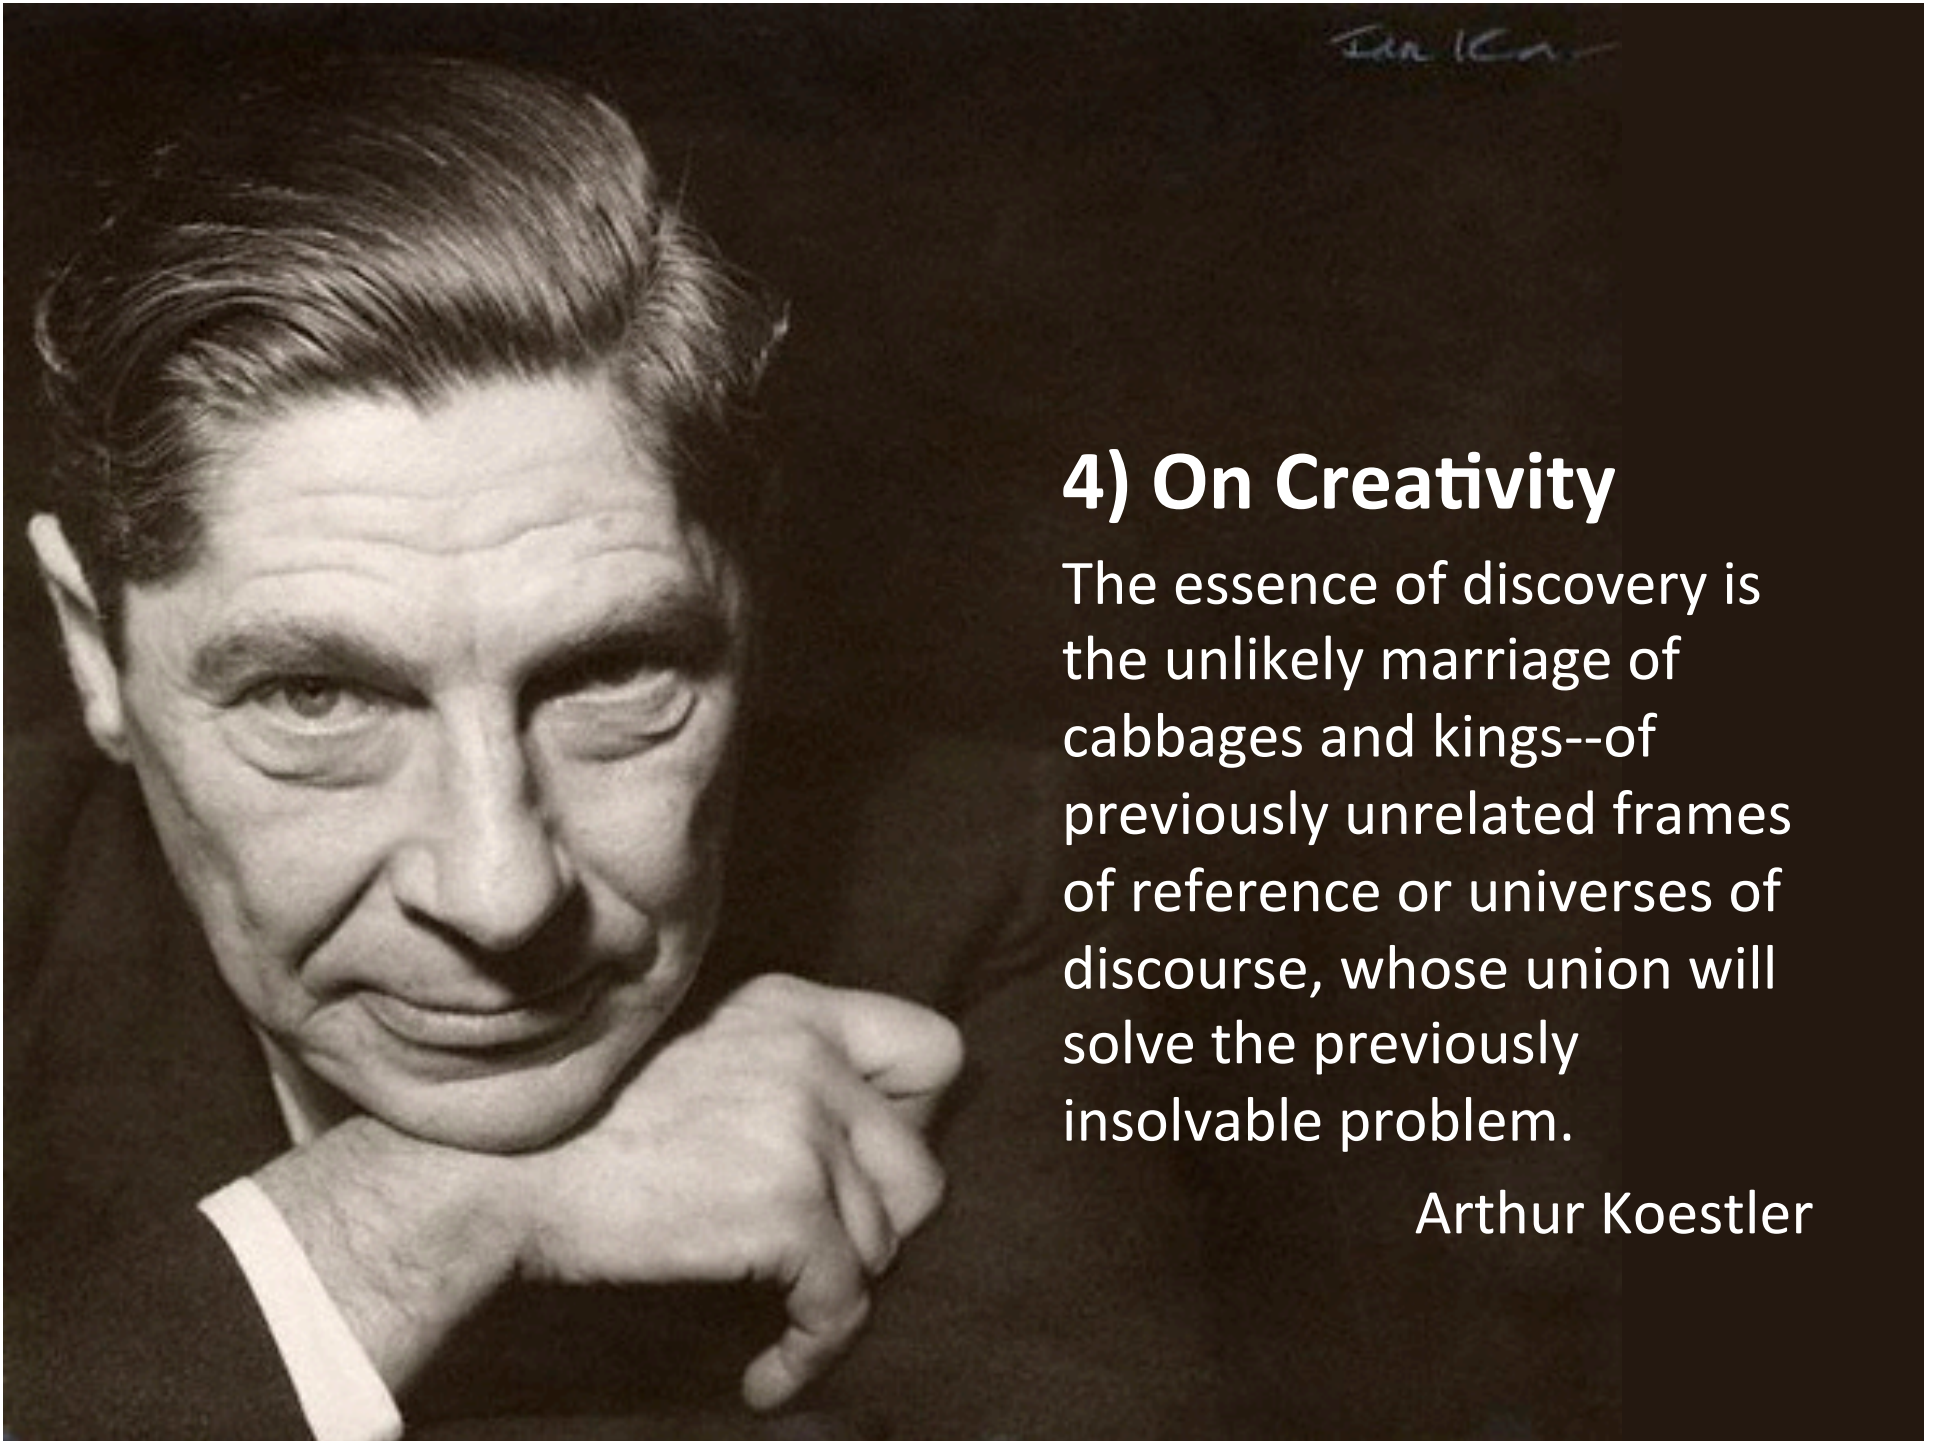 4) On Creativity
The essence of discovery is
the unlikely marriage of
cabbages and kings--of
previously unrelated frames
of reference or universes of
discourse, whose union will
solve the previously
insolvable problem.
Arthur Koestler